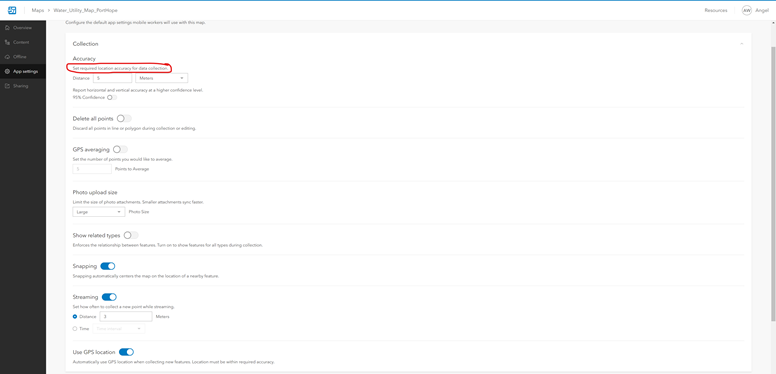 Maps > Water_Utility_Map_PortHope
Resources
AW Angel
Overview
Content
Offline
App settings
Sharing
Configure the default app settings mobile workers will use with this map.
Collection
Accuracy
Set required location accuracy for data collection.
Distance 5 Meters
Report horizontal and vertical accuracy at a higher confidence level.
95% Confidence
Delete all points
Discard all points in line or polygon during collection or editing.
GPS averaging
Set the number of points you would like to average.
5 Points to Average
Photo upload size
Limit the size of photo attachments. Smaller attachments sync faster.
Large Photo Size
Show related types
Enforces the relationship between features. Turn on to show features for all types during collection.
Snapping
Snapping automatically centers the map on the location of a nearby feature.
Streaming
Set how often to collect a new point while streaming.
Distance 3 Meters
Time Time interval
Use GPS location
Automatically use GPS location when collecting new features. Location must be within required accuracy.